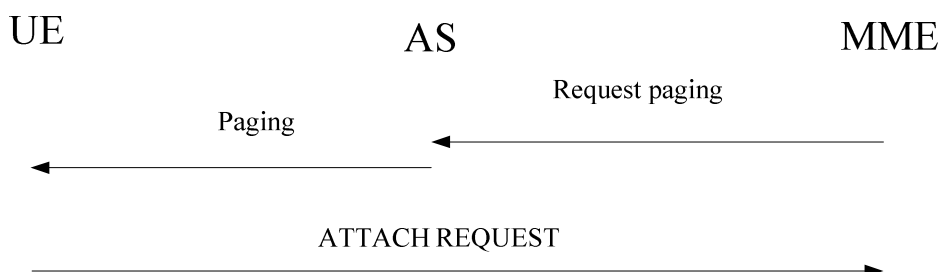 UE
AS
MME
Request paging
Paging
ATTACH REQUEST